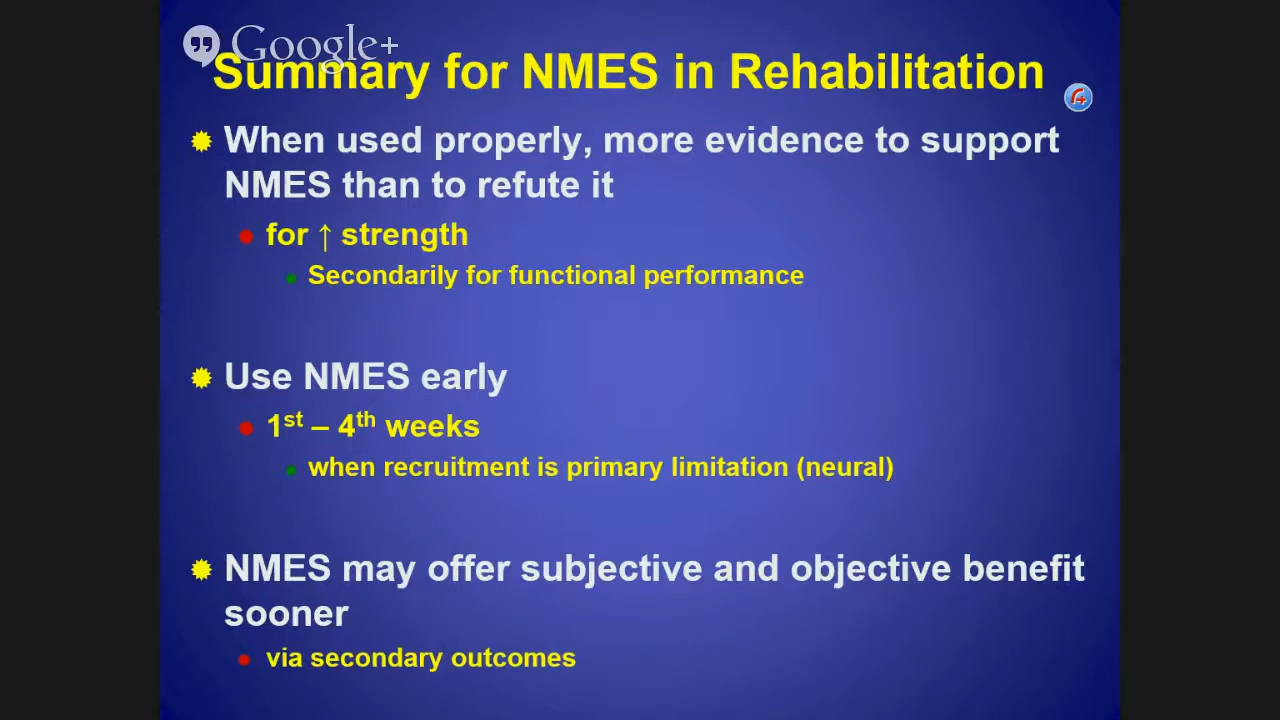 Google+
Summary for NMES in Rehabilitation
When used properly, more evidence to support
NMES than to refute it
for ↑ strength
Secondarily for functional performance
Use NMES early
1st – 4th weeks
when recruitment is primary limitation (neural)
NMES may offer subjective and objective benefit
sooner
via secondary outcomes